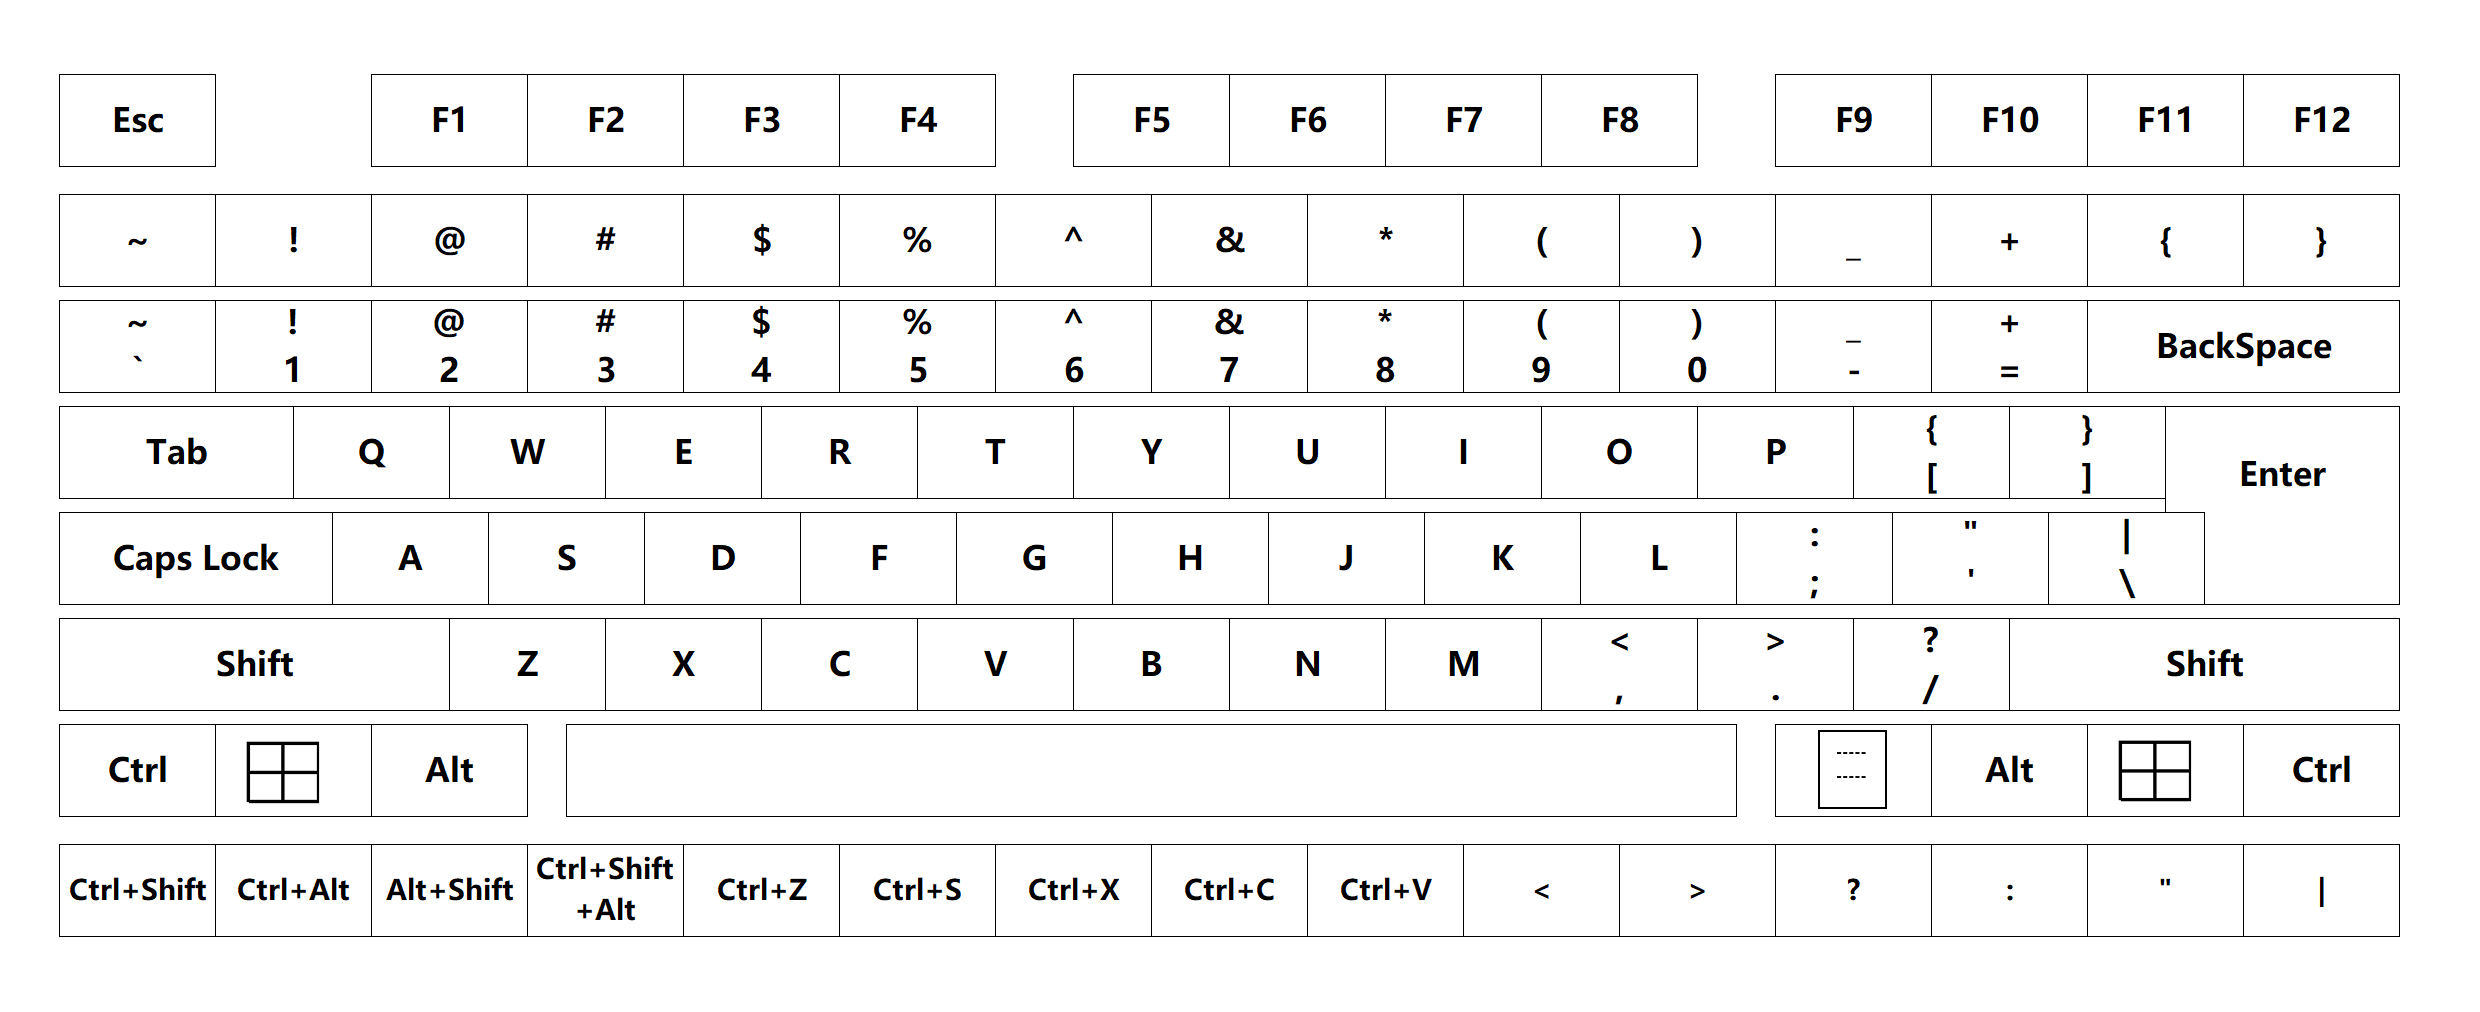 Esc F1 F2 F3 F4 F5 F6 F7 F8 F9 F10 F11 F12
~ ! @ # $ % ^ & * ( ) _ + { }
~ ! @ # $ % ^ & * ( ) _ +
` 1 2 3 4 5 6 7 8 9 0 - = BackSpace
Tab Q W E R T Y U I O P { }
[ ] Enter
Caps Lock A S D F G H J K L : " |
; ' \
Shift Z X C V B N M < > ? Shift
, . /
Ctrl Alt Alt Ctrl
Ctrl+Shift Ctrl+Alt Alt+Shift Ctrl+Shift
+Alt Ctrl+Z Ctrl+S Ctrl+X Ctrl+C Ctrl+V < > ? : " |